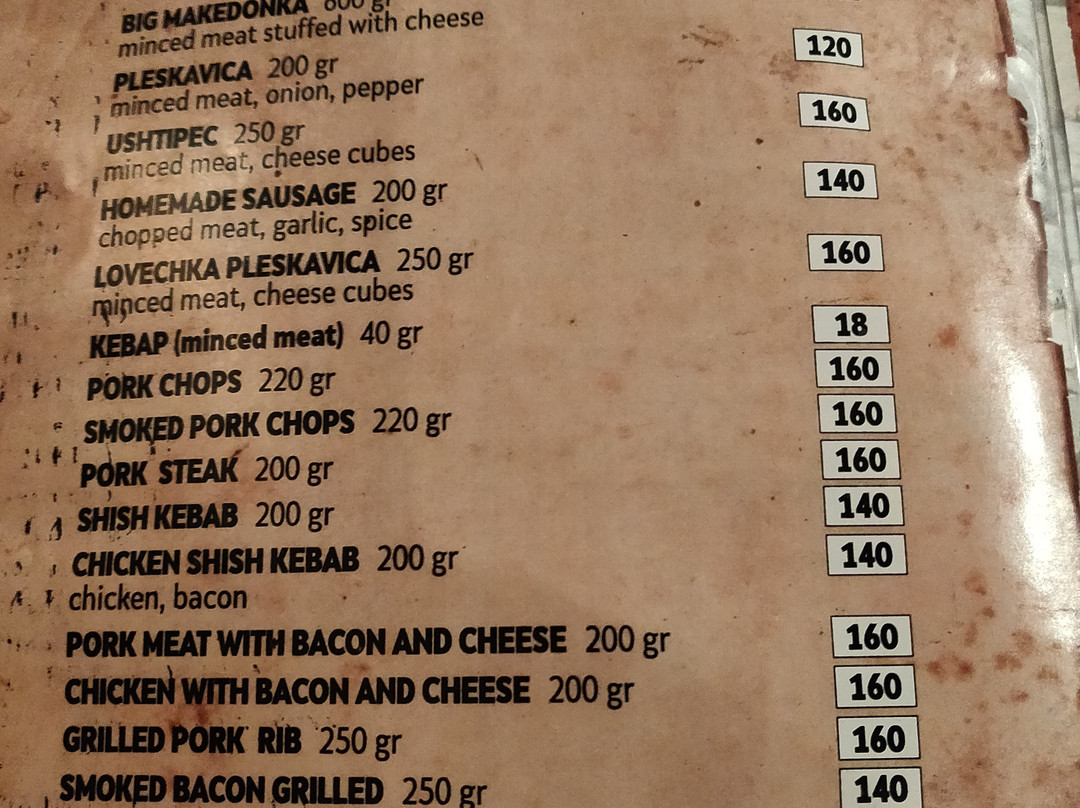 BIG MAKEDONKA 600 gr
minced meat stuffed with cheese
PLESKAVICA 200 gr 120
minced meat, onion, pepper
USHTIPEC 250 gr 160
minced meat, cheese cubes
HOMEMADE SAUSAGE 200 gr 140
chopped meat, garlic, spice
LOVECHKA PLESKAVICA 250 gr 160
minced meat, cheese cubes
KEBAP (minced meat) 40 gr 18
PORK CHOPS 220 gr 160
SMOKED PORK CHOPS 220 gr 160
PORK STEAK 200 gr 160
SHISH KEBAB 200 gr 140
CHICKEN SHISH KEBAB 200 gr 140
chicken, bacon
PORK MEAT WITH BACON AND CHEESE 200 gr 160
CHICKEN WITH BACON AND CHEESE 200 gr 160
GRILLED PORK RIB 250 gr 160
SMOKED BACON GRILLED 250 gr 140